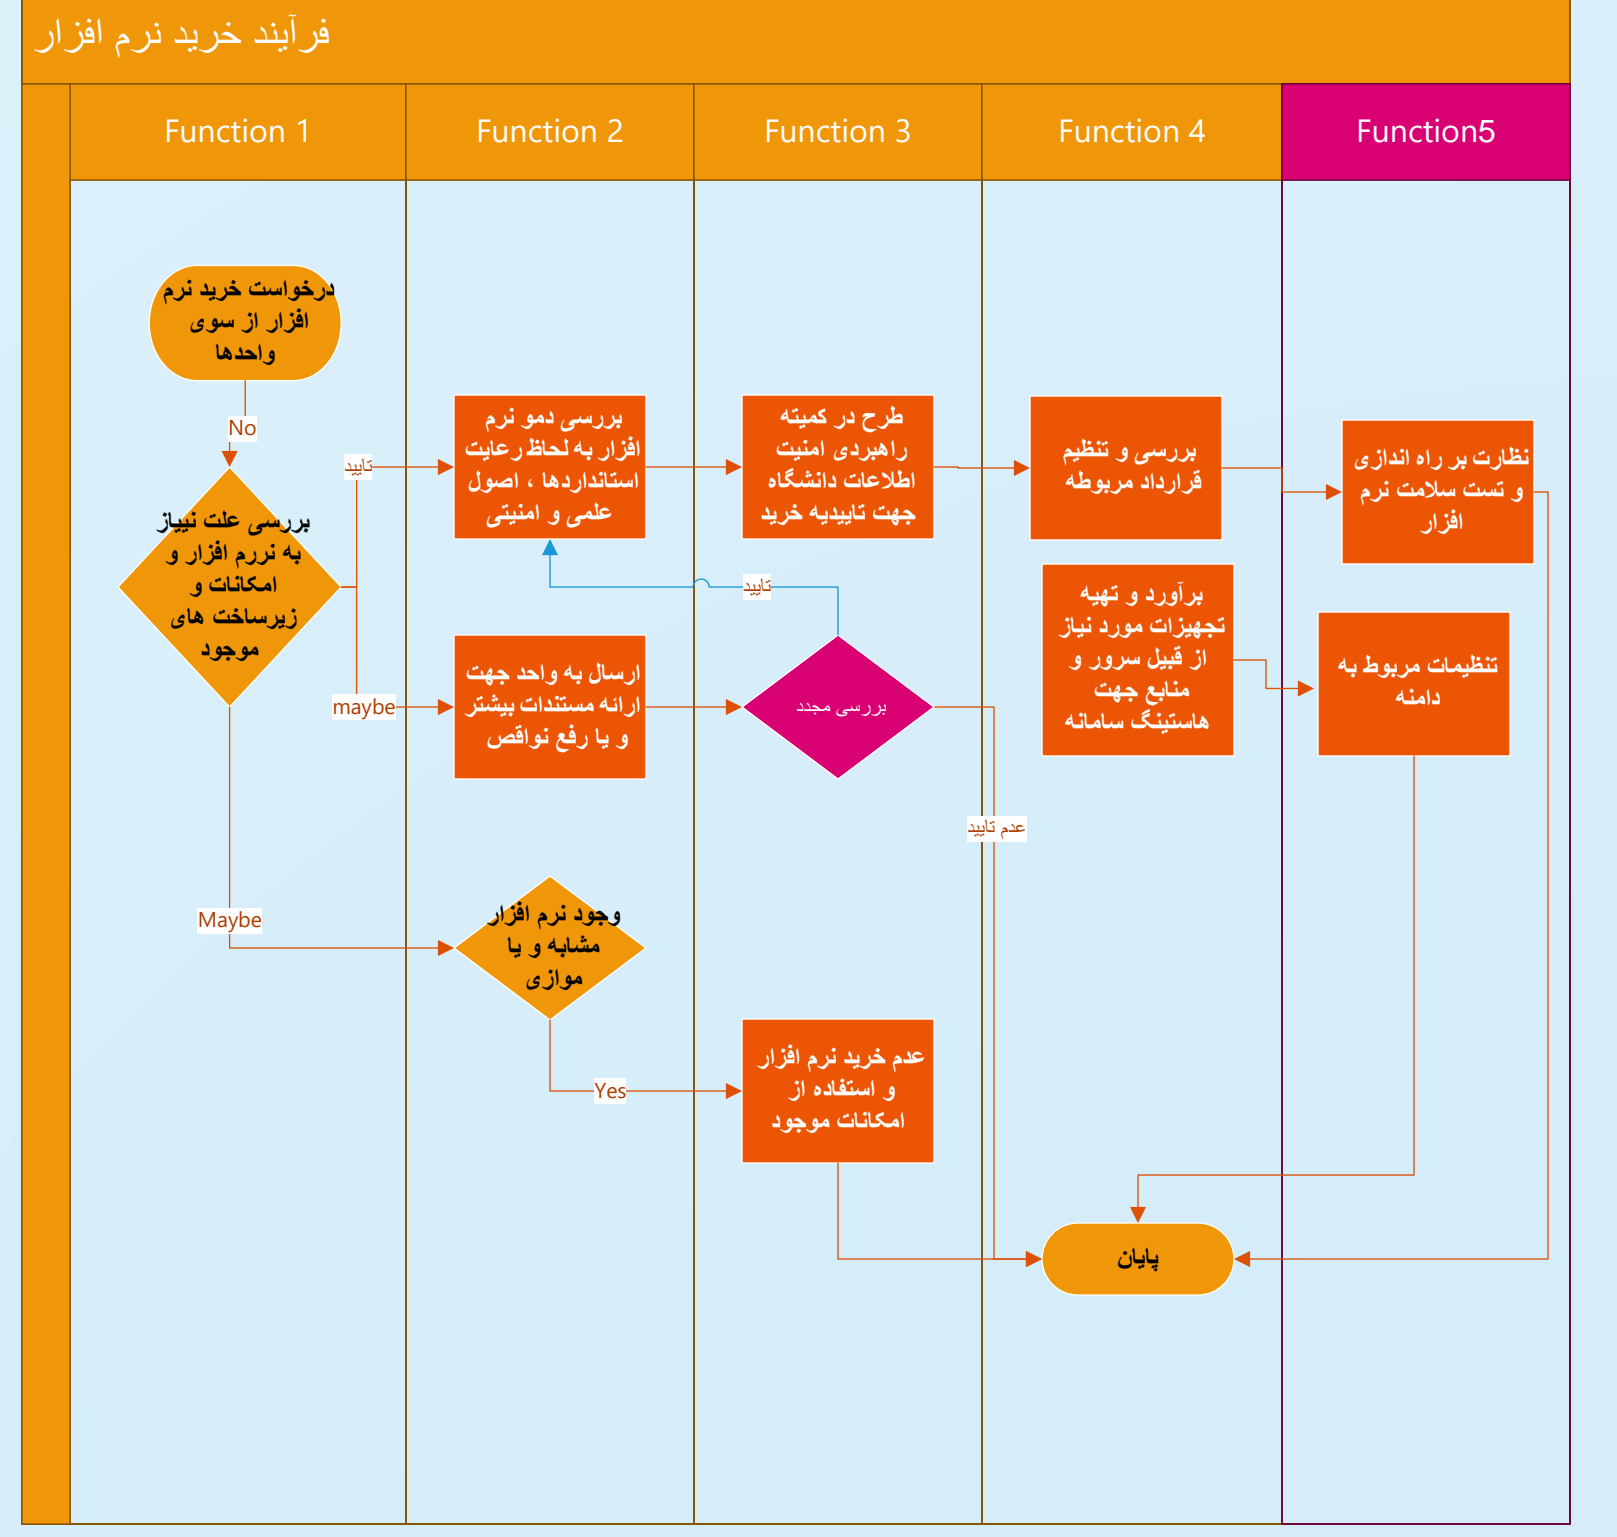 فرآیند خرید نرم افزار
Function 1
Function 2
Function 3
Function 4
Function5
درخواست خرید نرم
افزار از سوی
واحدها
No
بررسی علت نییاز
به نررم افزار و
امکانات و
زیرساخت های
موجود
تایید
maybe
Maybe
بررسی دمو نرم
افزار به لحاظ رعایت
استانداردها ، اصول
علمی و امنیتی
ارسال به واحد جهت
ارائه مستندات بیشتر
و یا رفع نواقص
وجود نرم افزار
مشابه و یا
موازی
Yes
طرح در کمیته
راهبردی امنیت
اطلاعات دانشگاه
جهت تاییدیه خرید
تایید
بررسی مجدد
عدم تایید
عدم خرید نرم افزار
و استفاده از
امکانات موجود
بررسی و تنظیم
قرارداد مربوطه
برآورد و تهیه
تجهیزات مورد نیاز
از قبیل سرور و
منابع جهت
هاستینگ سامانه
نظارت بر راه اندازی
و تست سلامت نرم
افزار
تنظیمات مربوط به
دامنه
پایان